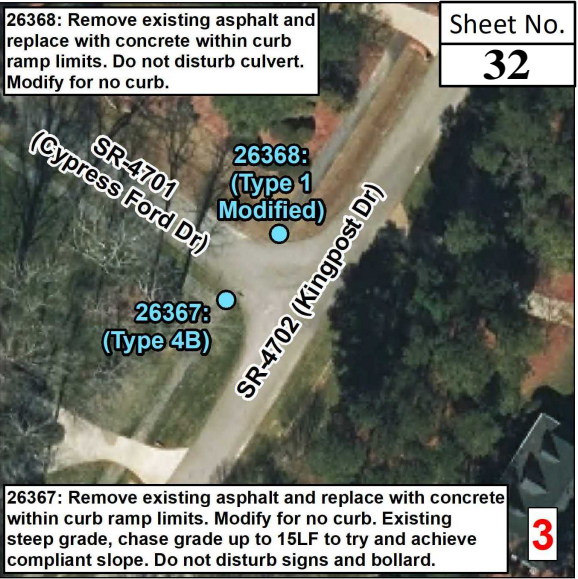 26368: Remove existing asphalt and
replace with concrete within curb
ramp limits. Do not disturb culvert.
Modify for no curb.
Sheet No.
32
SR-4701
(Cypress Ford Dr)
26368:
(Type 1
Modified)
SR-4702 (Kingpost Dr)
26367:
(Type 4B)
26367: Remove existing asphalt and replace with concrete
within curb ramp limits. Modify for no curb. Existing
steep grade, chase grade up to 15LF to try and achieve
compliant slope. Do not disturb signs and bollard.
3